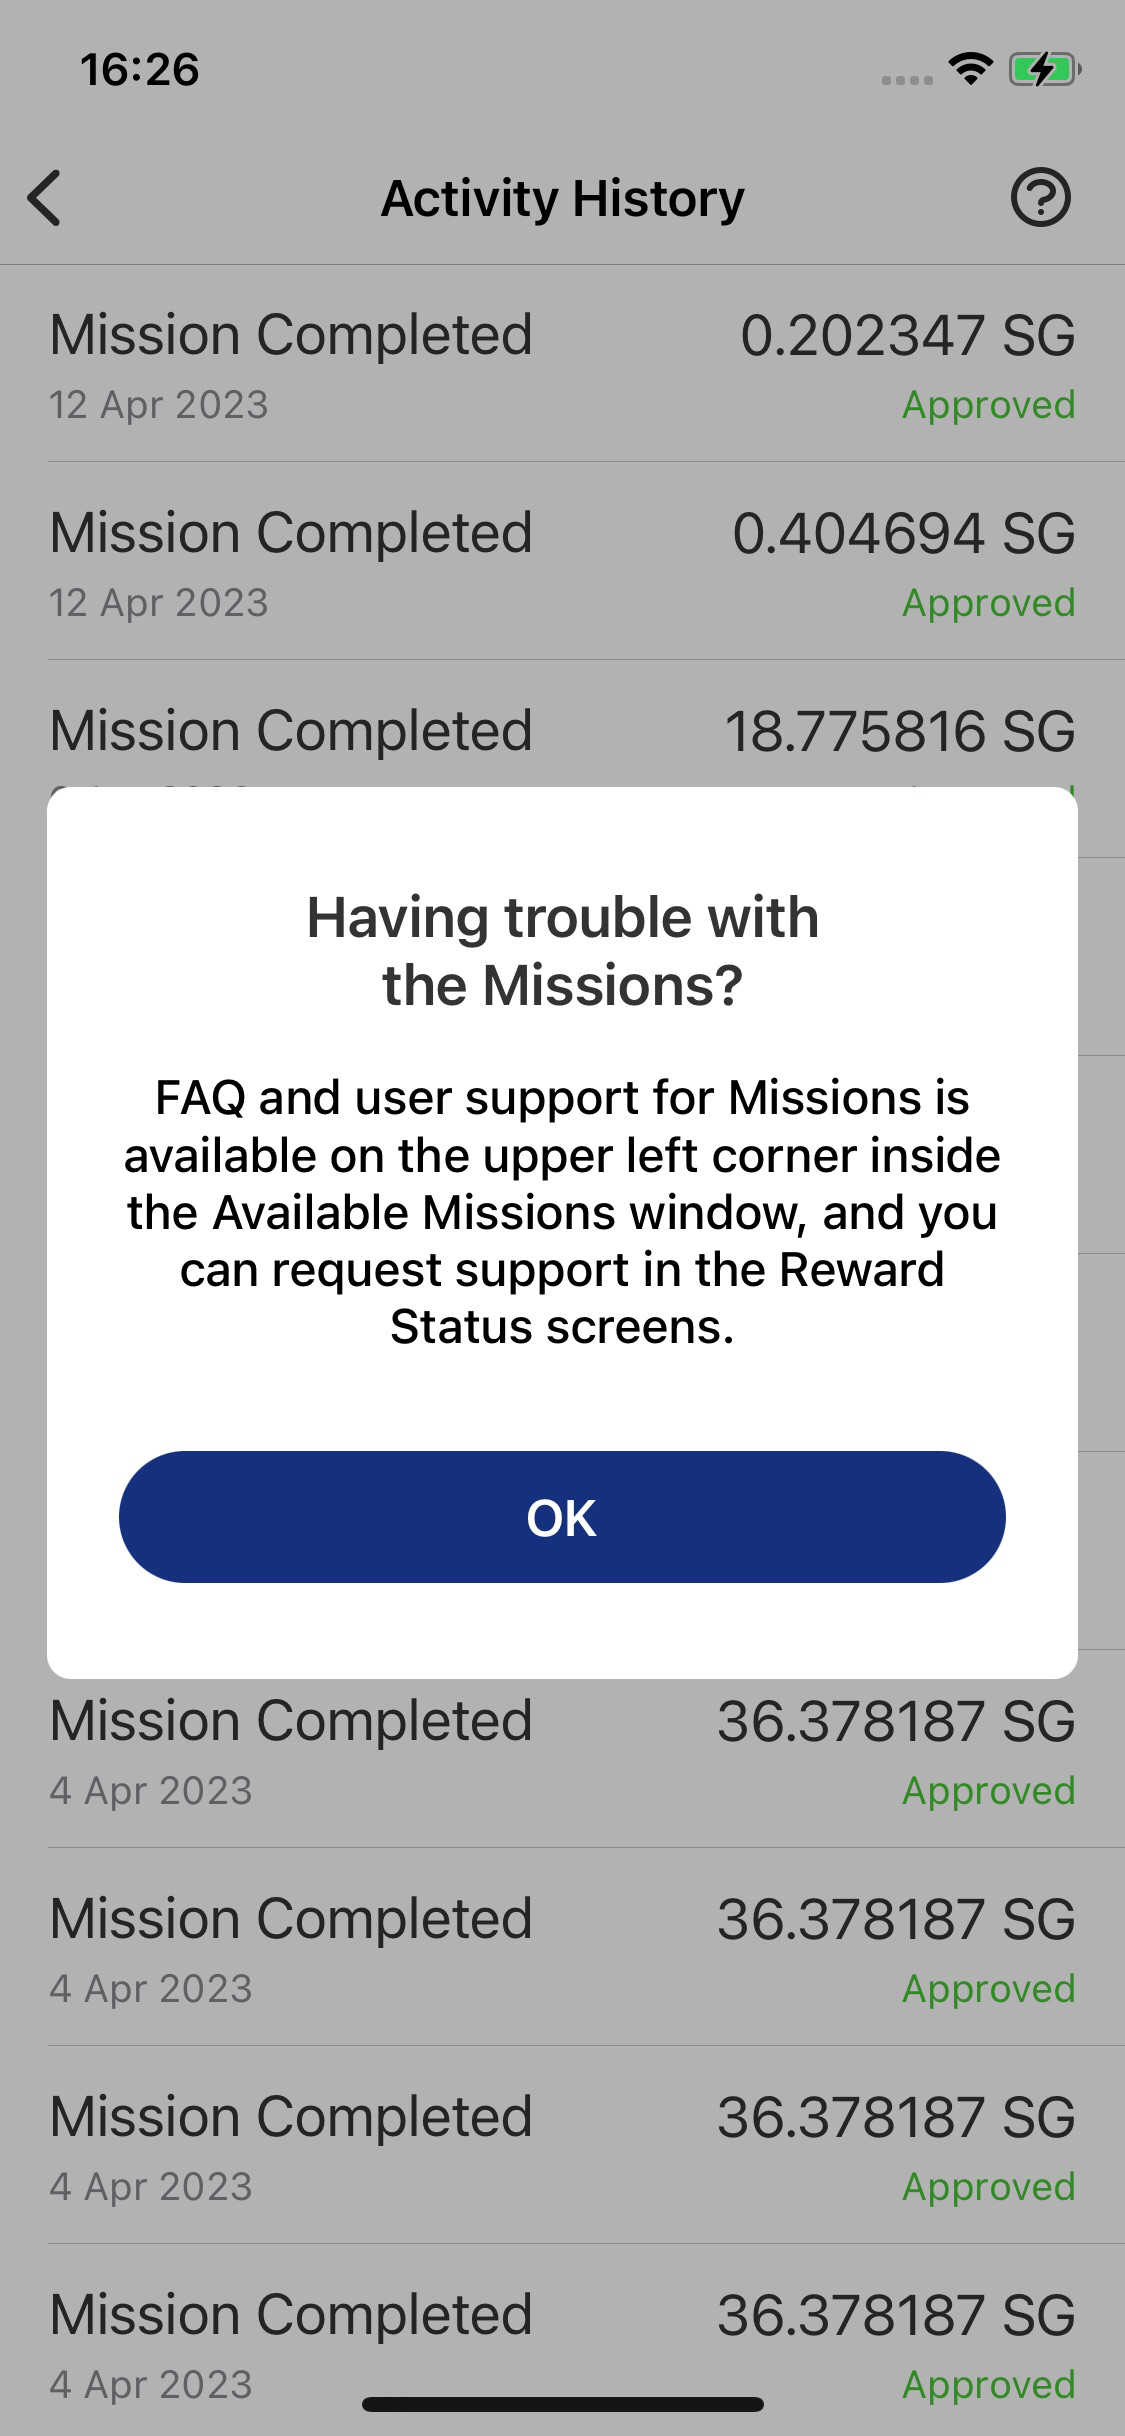 16:26
Activity History
Mission Completed 0.202347 SG
12 Apr 2023 Approved
Mission Completed 0.404694 SG
12 Apr 2023 Approved
Mission Completed 18.775816 SG
Having trouble with
the Missions?
FAQ and user support for Missions is
available on the upper left corner inside
the Available Missions window, and you
can request support in the Reward
Status screens.
OK
Mission Completed 36.378187 SG
4 Apr 2023 Approved
Mission Completed 36.378187 SG
4 Apr 2023 Approved
Mission Completed 36.378187 SG
4 Apr 2023 Approved
Mission Completed 36.378187 SG
4 Apr 2023 Approved